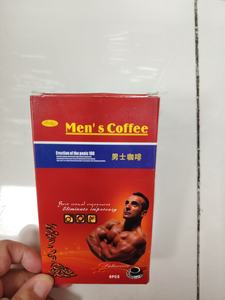 Men's Coffee
Erection of the penis 100
男士咖啡
Your sexual experience
Eliminate impotency
6PCS